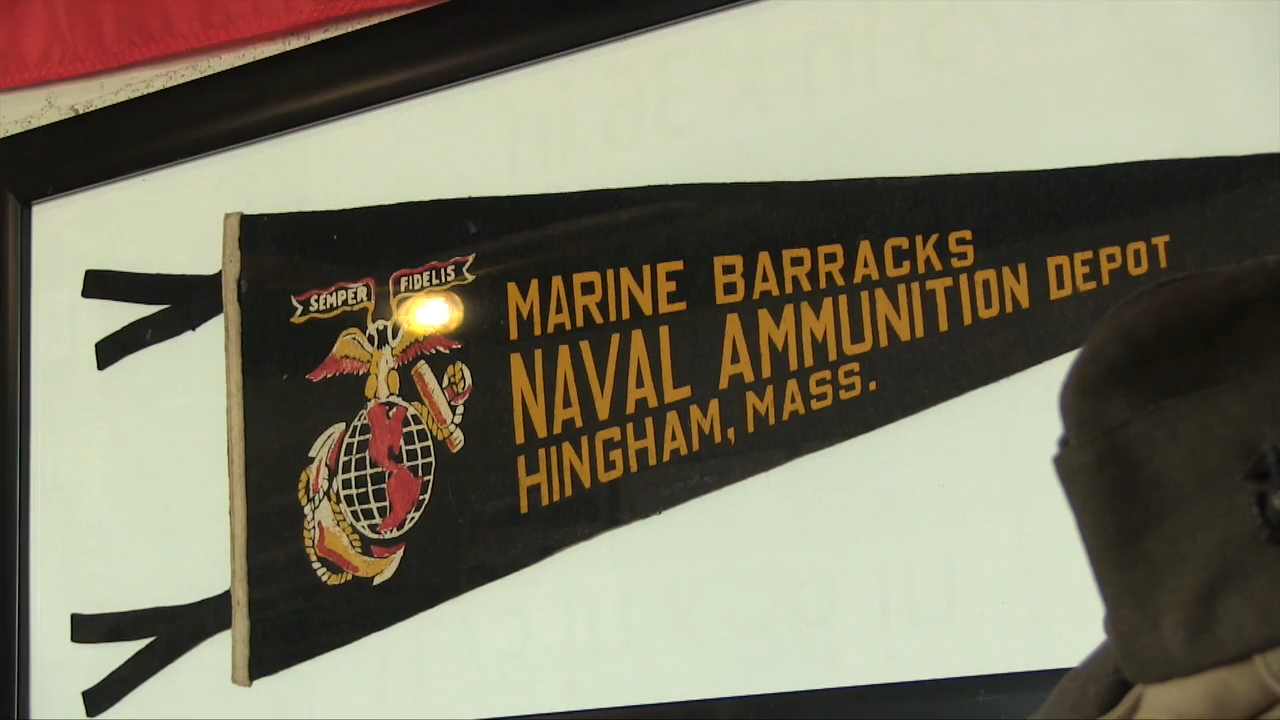 SEMPER FIDELIS
MARINE BARRACKS
NAVAL AMMUNITION DEPOT
HINGHAM, MASS.